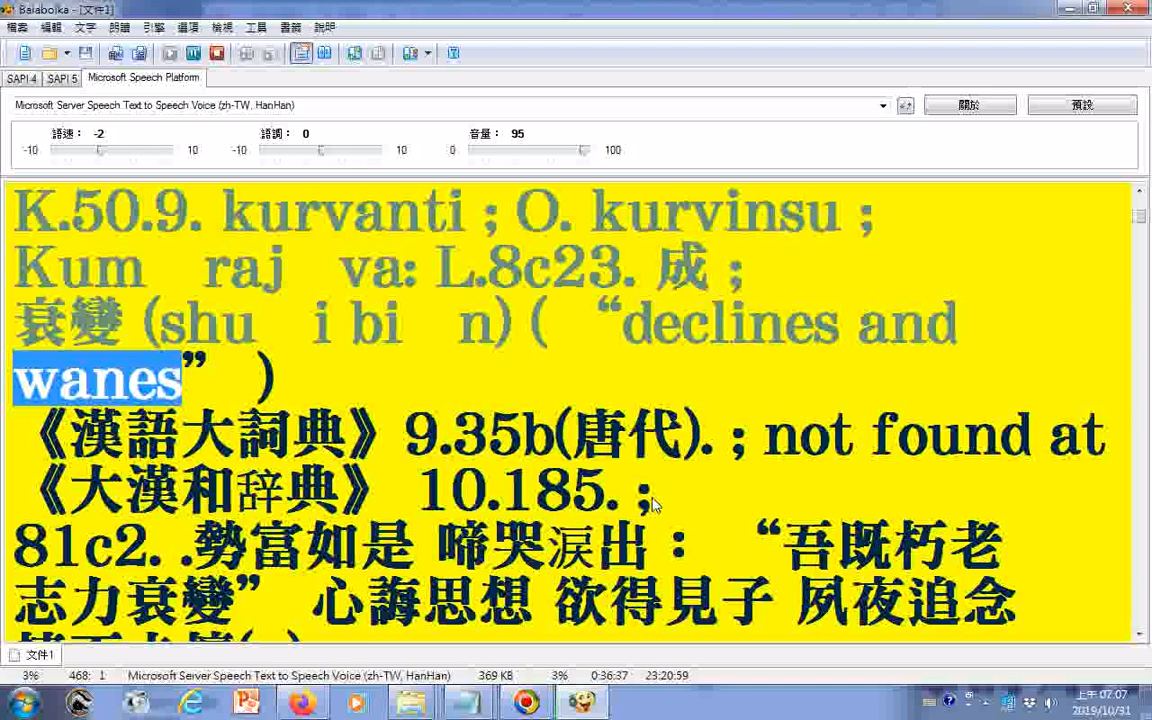 Balabolka - [文件1]
檔案 編輯 文字 朗讀 引擎 選項 檢視 工具 書籤 說明
SAPI 4 SAPI 5 Microsoft Speech Platform
Microsoft Server Speech Text to Speech Voice (zh-TW, HanHan) 關於 預設
語速： -2 語調： 0 音量： 95
-10 10 -10 10 0 100
K.50.9. kurvanti ; O. kurvinsu ;
Kum raj va: L.8c23. 成 ;
衰變 (shu i bi n) ( “declines and
wanes” )
《漢語大詞典》 9.35b(唐代). ; not found at
《大漢和辞典》 10.185. ;
81c2. .勢富如是 啼哭涙出： “吾既朽老
志力衰變” 心誨思想 欲得見子 夙夜追念
文件1
3% 468: 1 Microsoft Server Speech Text to Speech Voice (zh-TW, HanHan) 369 KB 3% 0:36:37 23:20:59
上午 07:07
2019/10/31